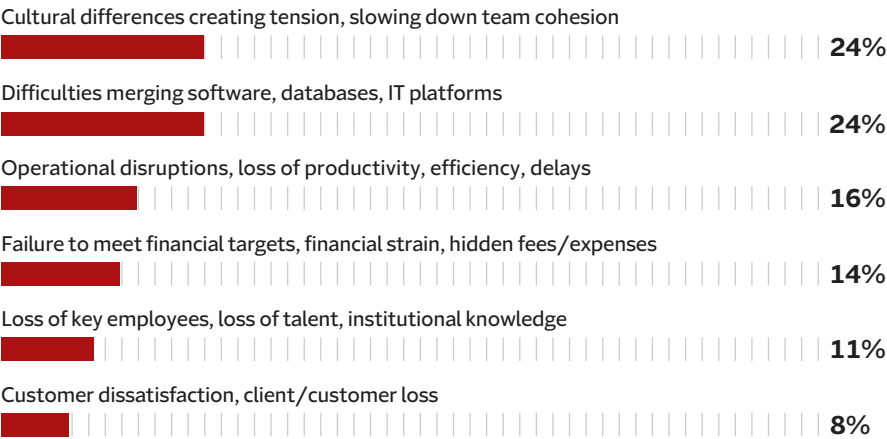 Cultural differences creating tension, slowing down team cohesion
24%
Difficulties merging software, databases, IT platforms
24%
Operational disruptions, loss of productivity, efficiency, delays
16%
Failure to meet financial targets, financial strain, hidden fees/expenses
14%
Loss of key employees, loss of talent, institutional knowledge
11%
Customer dissatisfaction, client/customer loss
8%